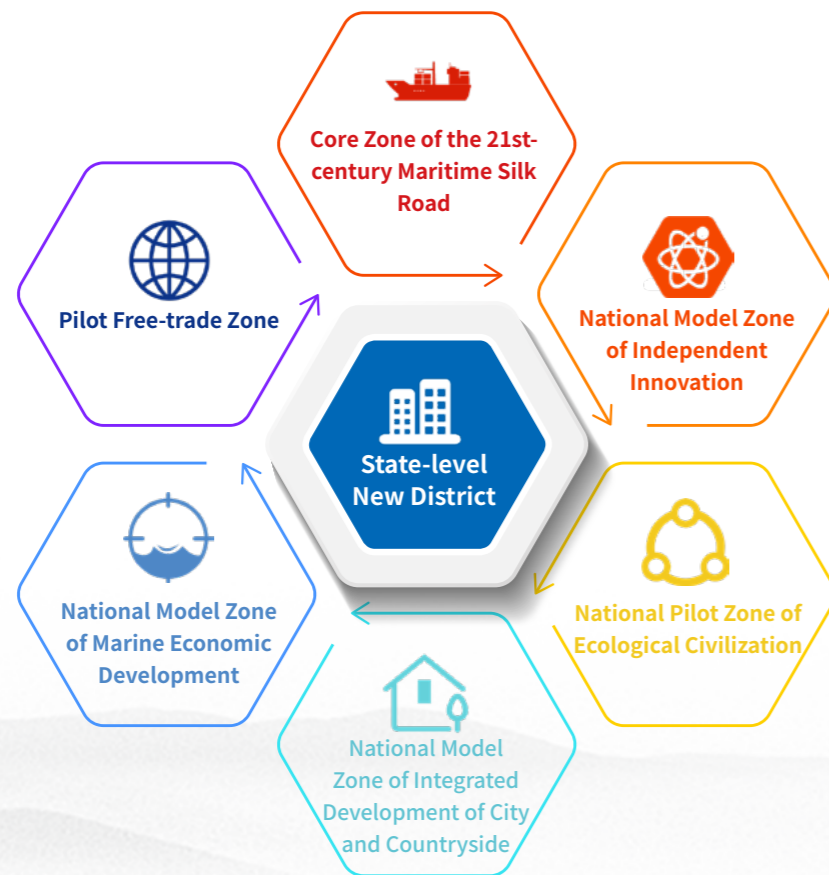 Core Zone of the 21st-
century Maritime Silk
Road
Pilot Free-trade Zone
National Model Zone
of Independent
Innovation
State-level
New District
National Model Zone
of Marine Economic
Development
National Pilot Zone of
Ecological Civilization
National Model
Zone of Integrated
Development of City
and Countryside